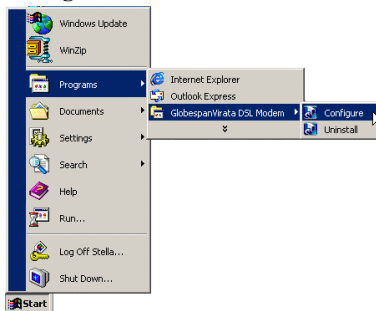 Windows Update
WinZip
Programs
Documents
Settings
Search
Help
Run...
Log Off Stella...
Shut Down...
Start
Internet Explorer
Outlook Express
GlobespanVirata DSL Modem
Configure
Uninstall